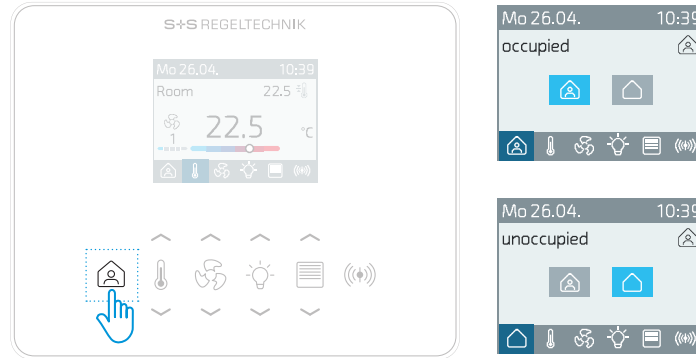 S+S REGELTECHNIK
Mo 26.04. 10:39
Room 22.5
22.5 °C
1
Mo 26.04. 10:39
occupied
Mo 26.04. 10:39
unoccupied